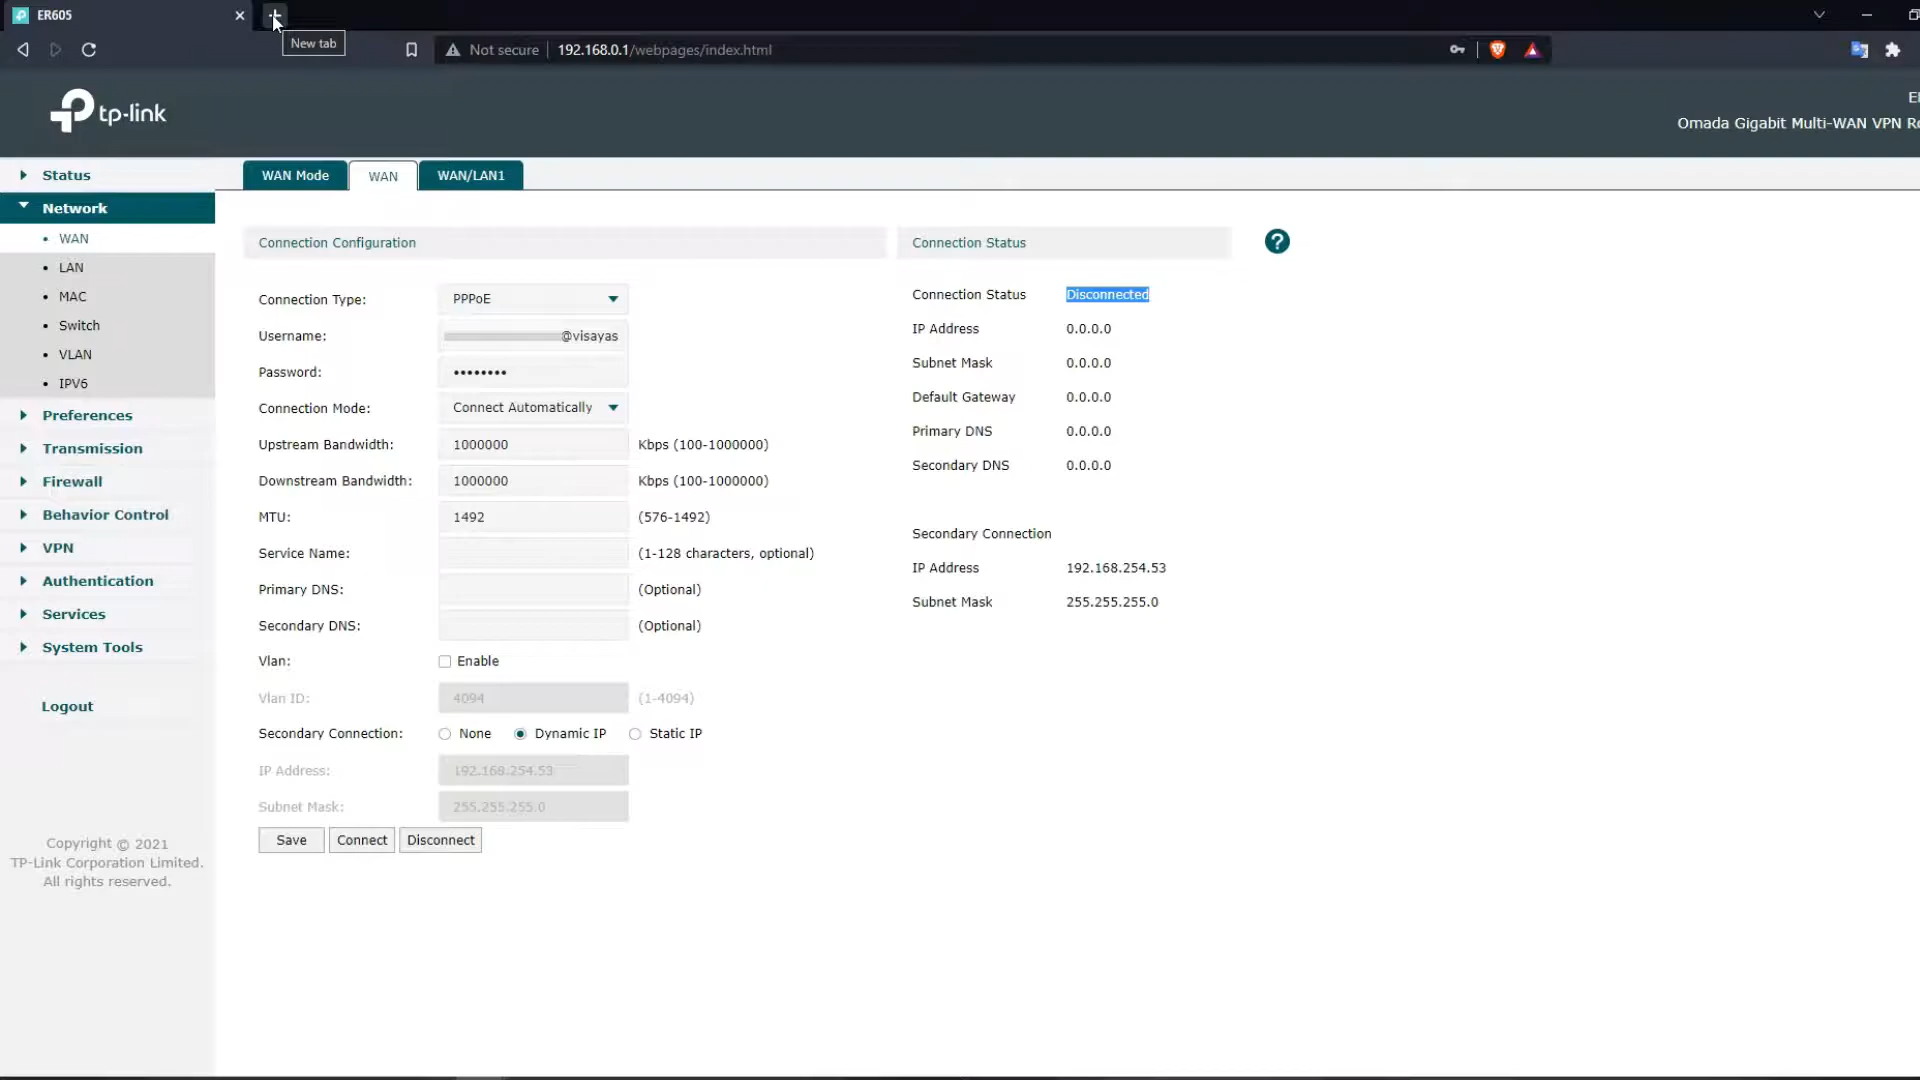 ER605
New tab
Not secure 192.168.0.1/webpages/index.html
tp-link
Omada Gigabit Multi-WAN VPN
Status
Network
WAN
LAN
MAC
Switch
VLAN
IPV6
Preferences
Transmission
Firewall
Behavior Control
VPN
Authentication
Services
System Tools
Logout
Copyright © 2021
TP-Link Corporation Limited.
All rights reserved.
WAN Mode WAN WAN/LAN1
Connection Configuration
Connection Type: PPPoE
Username: @visayas
Password: ••••••••
Connection Mode: Connect Automatically
Upstream Bandwidth: 1000000 Kbps (100-1000000)
Downstream Bandwidth: 1000000 Kbps (100-1000000)
MTU: 1492 (576-1492)
Service Name: (1-128 characters, optional)
Primary DNS: (Optional)
Secondary DNS: (Optional)
Vlan: Enable
Vlan ID: 4094 (1-4094)
Secondary Connection: None Dynamic IP Static IP
IP Address: 192.168.254.53
Subnet Mask: 255.255.255.0
Save Connect Disconnect
Connection Status
Connection Status Disconnected
IP Address 0.0.0.0
Subnet Mask 0.0.0.0
Default Gateway 0.0.0.0
Primary DNS 0.0.0.0
Secondary DNS 0.0.0.0
Secondary Connection
IP Address 192.168.254.53
Subnet Mask 255.255.255.0
?